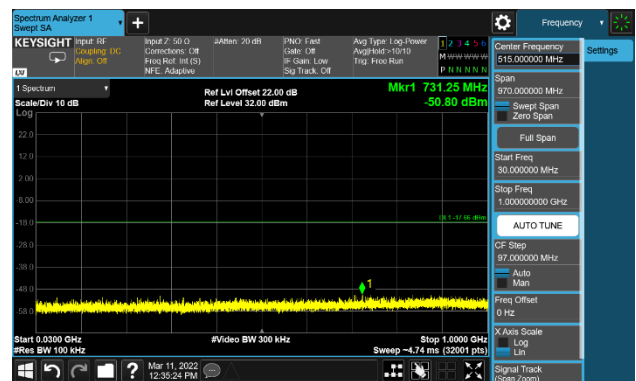 Spectrum Analyzer 1
Swept SA
Frequency
KEYSIGHT
Input: RF
Coupling: DC
Align: Off
Input Z: 50 Ω
Corrections: Off
Freq Ref: Int (S)
NFE: Adaptive
#Atten: 20 dB
PNO: Fast
Gate: Off
IF Gain: Low
Sig Track: Off
Avg Type: Log-Power
Avg|Hold:>10/10
Trig: Free Run
1 2 3 4 5 6
M W W W W W
P N N N N N
LXI
1 Spectrum
Scale/Div 10 dB
Log
Ref Lvl Offset 22.00 dB
Ref Level 32.00 dBm
Mkr1 731.25 MHz
-50.80 dBm
22.0
12.0
2.00
-8.00
-18.0
-28.0
-38.0
-48.0
-58.0
1
Start 0.0300 GHz
#Res BW 100 kHz
#Video BW 300 kHz
Stop 1.0000 GHz
Sweep ~4.74 ms (32001 pts)
Mar 11, 2022
12:35:24 PM
Center Frequency
515.000000 MHz
Settings
Span
970.000000 MHz
Swept Span
Zero Span
Full Span
Start Freq
30.000000 MHz
Stop Freq
1.00000000 GHz
AUTO TUNE
CF Step
97.000000 MHz
Auto
Man
Freq Offset
0 Hz
X Axis Scale
Log
Lin
Signal Track
(Span Zoom)